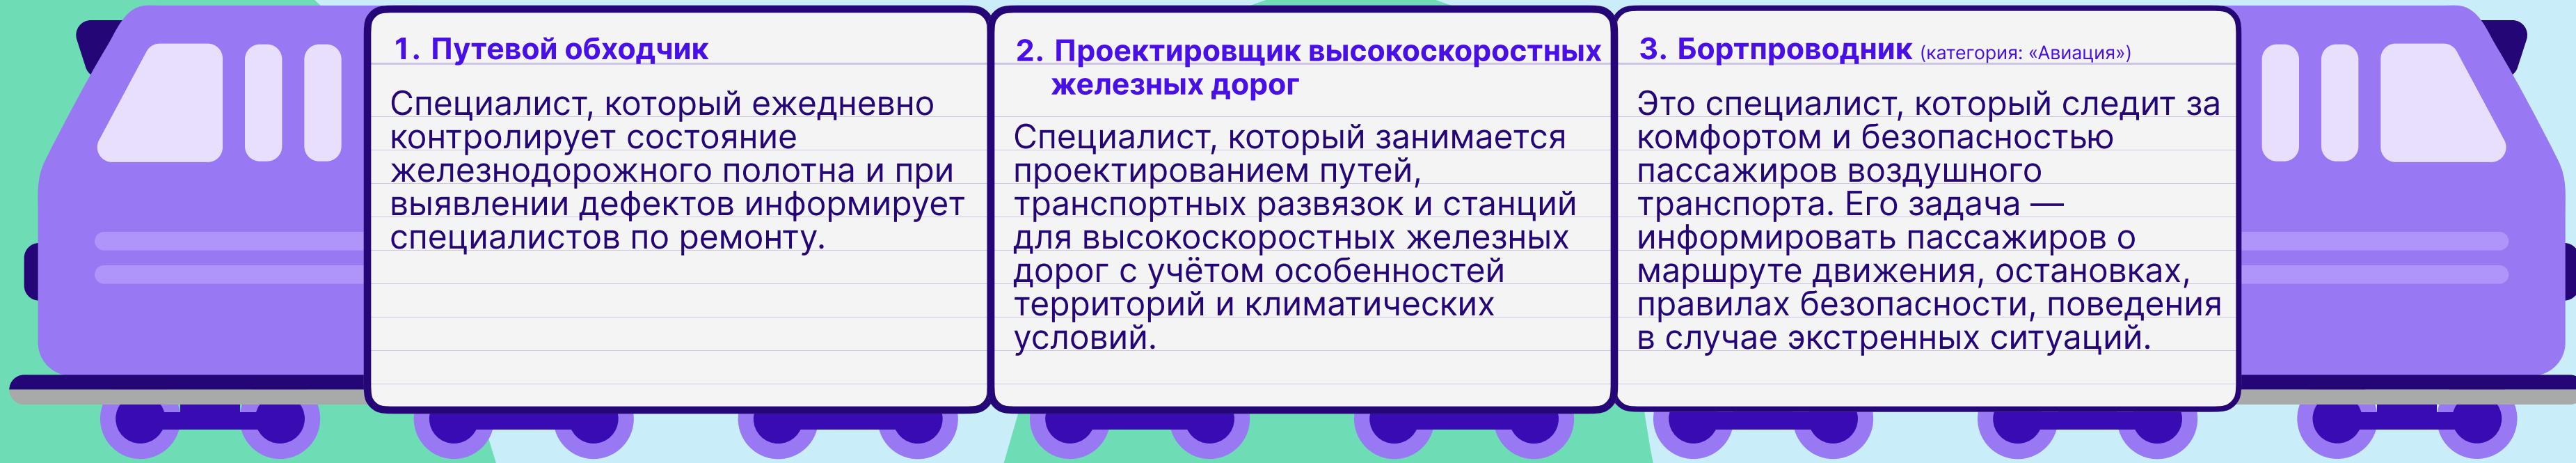 1. Путевой обходчик
Специалист, который ежедневно
контролирует состояние
железнодорожного полотна и при
выявлении дефектов информирует
специалистов по ремонту.
2. Проектировщик высокоскоростных
железных дорог
Специалист, который занимается
проектированием путей,
транспортных развязок и станций
для высокоскоростных железных
дорог с учётом особенностей
территорий и климатических
условий.
3. Бортпроводник (категория: «Авиация»)
Это специалист, который следит за
комфортом и безопасностью
пассажиров воздушного
транспорта. Его задача —
информировать пассажиров о
маршруте движения, остановках,
правилах безопасности, поведения
в случае экстренных ситуаций.